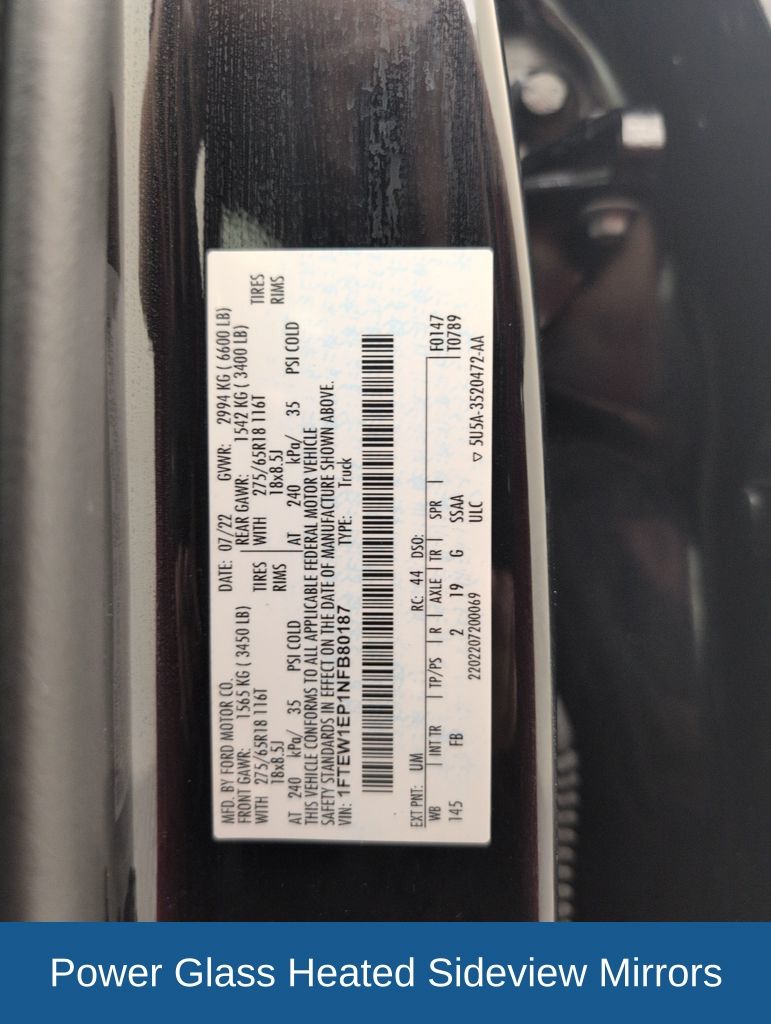 MFD. BY FORD MOTOR CO. DATE: 07/22 GVWR: 2994 KG ( 6600 LB)
FRONT GAWR: 1565 KG ( 3450 LB) REAR GAWR: 1542 KG ( 3400 LB)
WITH 275/65R18 116T TIRES WITH 275/65R18 116T TIRES
18x8.5J RIMS 18x8.5J RIMS
AT 240 kPa/ 35 PSI COLD AT 240 kPa/ 35 PSI COLD
THIS VEHICLE CONFORMS TO ALL APPLICABLE FEDERAL MOTOR VEHICLE
SAFETY STANDARDS IN EFFECT ON THE DATE OF MANUFACTURE SHOWN ABOVE.
VIN: 1FTEW1EP1NFB80187 TYPE: Truck
EXT PNT: UM RC: 44 DSO: F0147
WB INT TR TP/PS R AXLE TR SPR T0789
145 FB 2 19 G SSAA
2202207200069 ULC ▽ 5U5A-3520472-AA
Power Glass Heated Sideview Mirrors